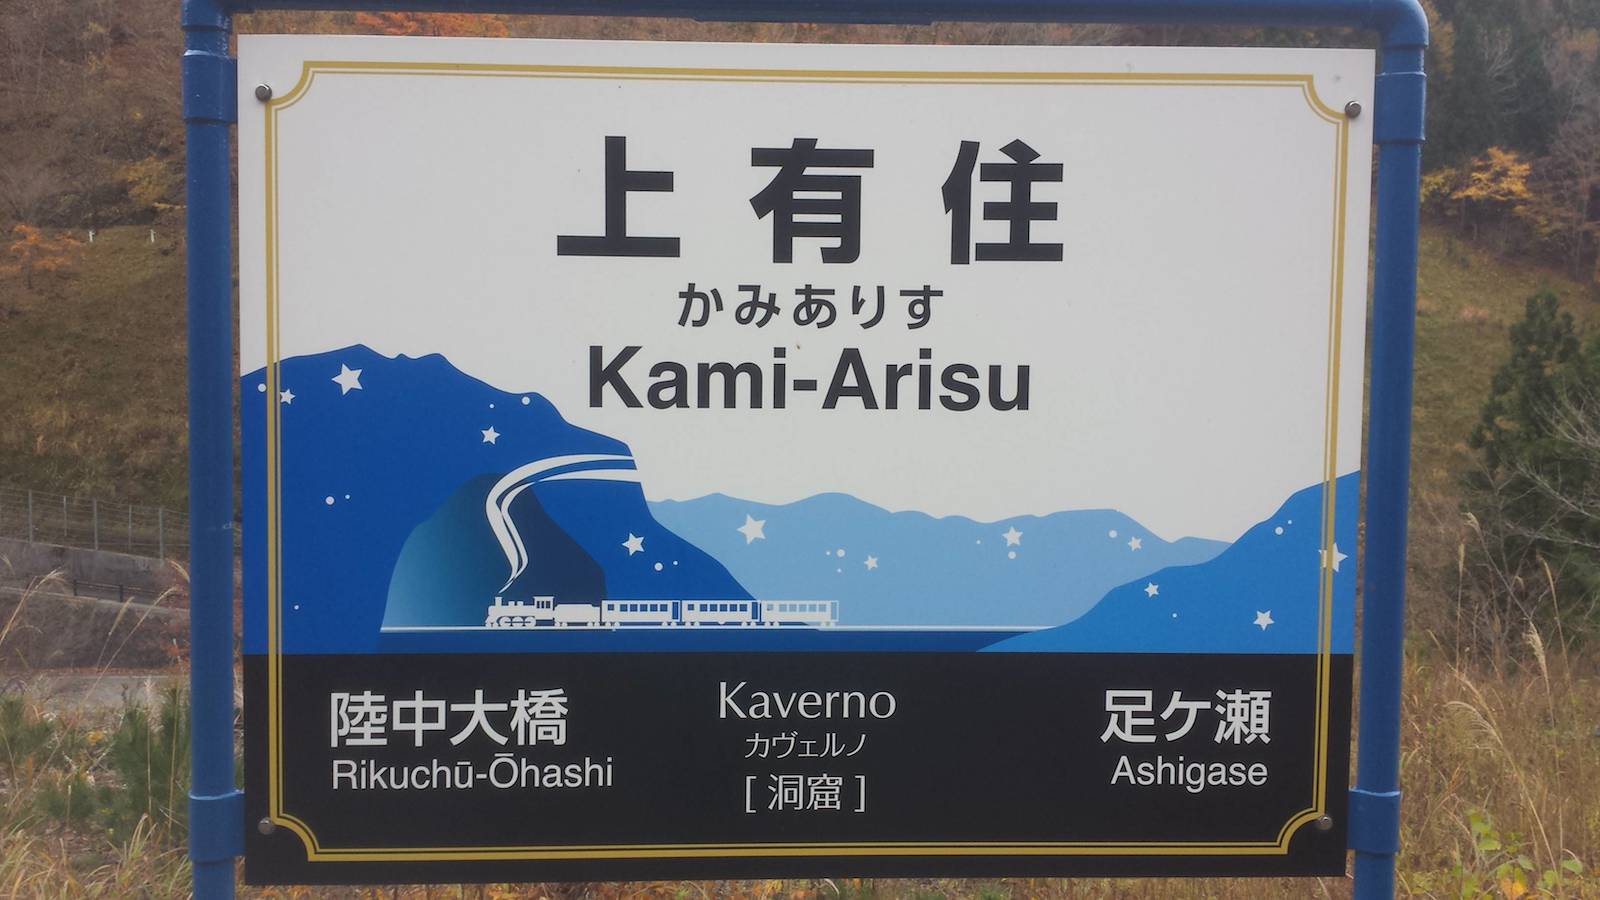 上有住
かみありす
Kami-Arisu
陸中大橋
Rikuchū-Ōhashi
Kaverno
カヴェルノ
[ 洞窟 ]
足ケ瀬
Ashigase